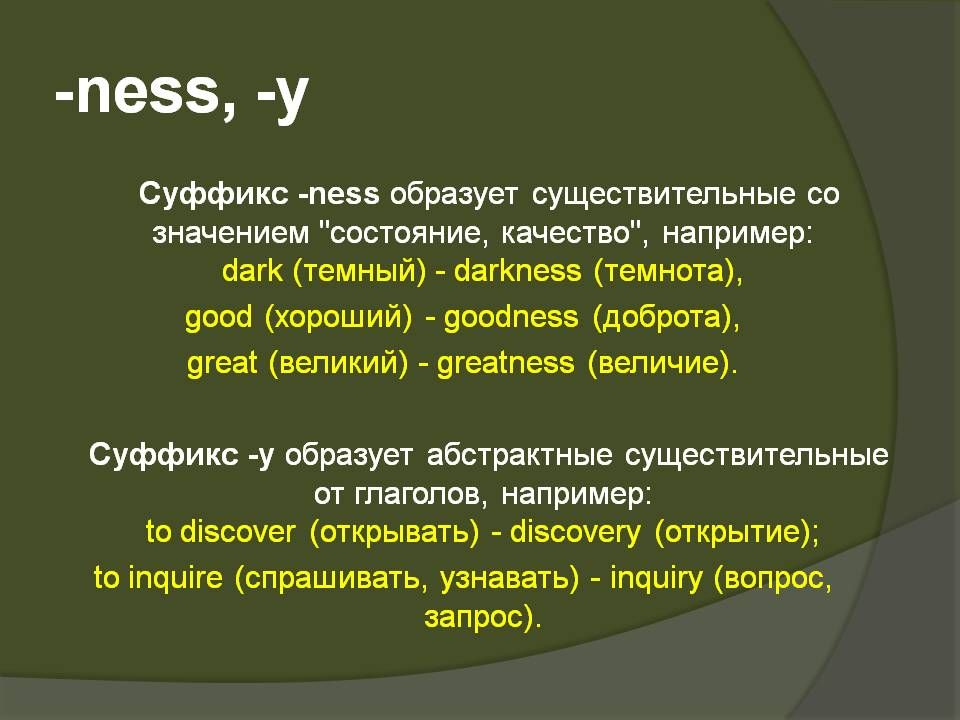 -ness, -y
Суффикс -ness образует существительные со
значением "состояние, качество", например:
dark (темный) - darkness (темнота),
good (хороший) - goodness (доброта),
great (великий) - greatness (величие).
Суффикс -y образует абстрактные существительные
от глаголов, например:
to discover (открывать) - discovery (открытие);
to inquire (спрашивать, узнавать) - inquiry (вопрос,
запрос).